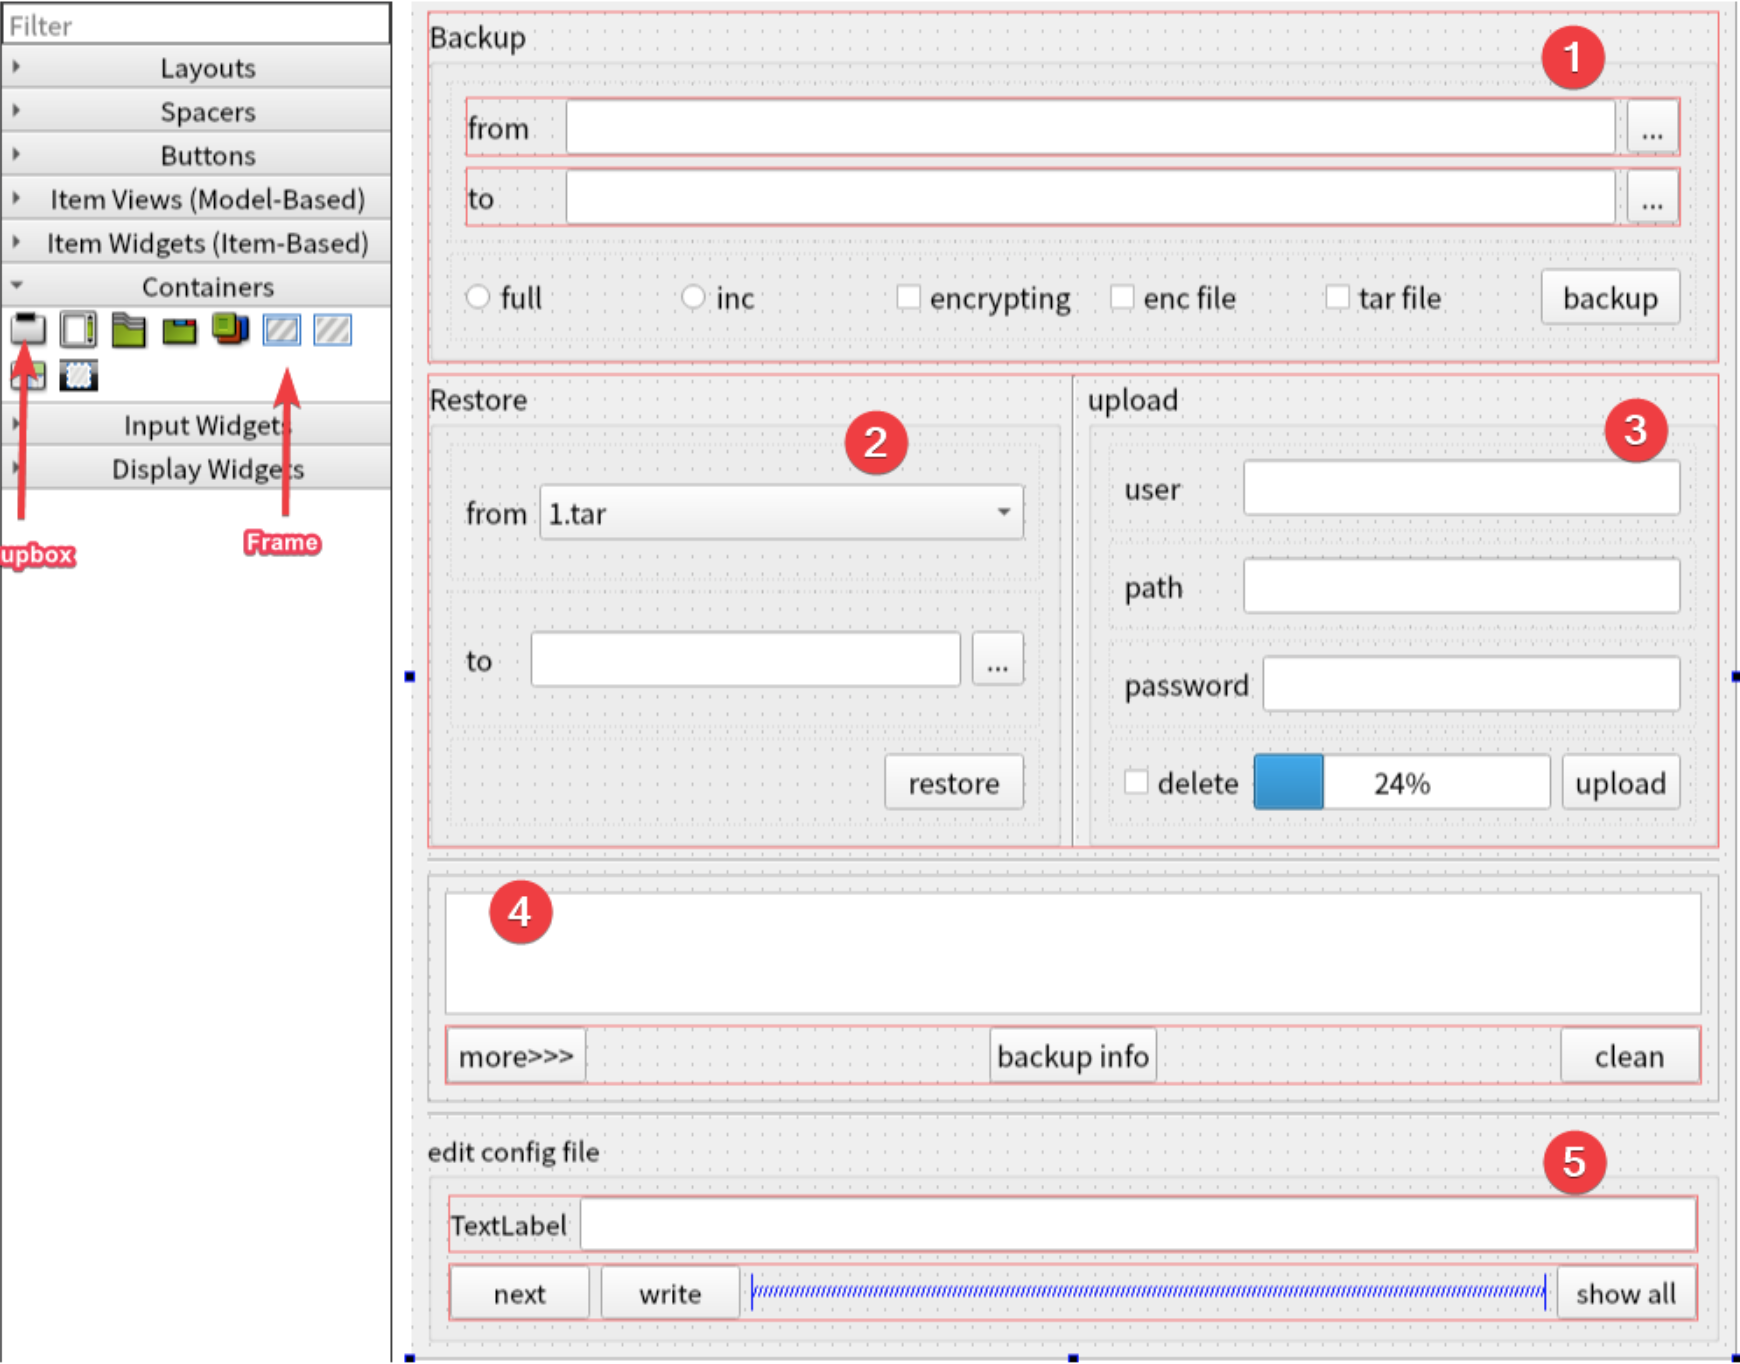 Filter
Layouts
Spacers
Buttons
Item Views (Model-Based)
Item Widgets (Item-Based)
Containers
Input Widgets
Display Widgets
upbox
Frame
Backup
1
from
...
to
...
full inc encrypting enc file tar file backup
Restore
2
from 1.tar
to ...
restore
upload
3
user
path
password
delete 24% upload
4
more>>> backup info clean
edit config file
5
TextLabel
next write show all